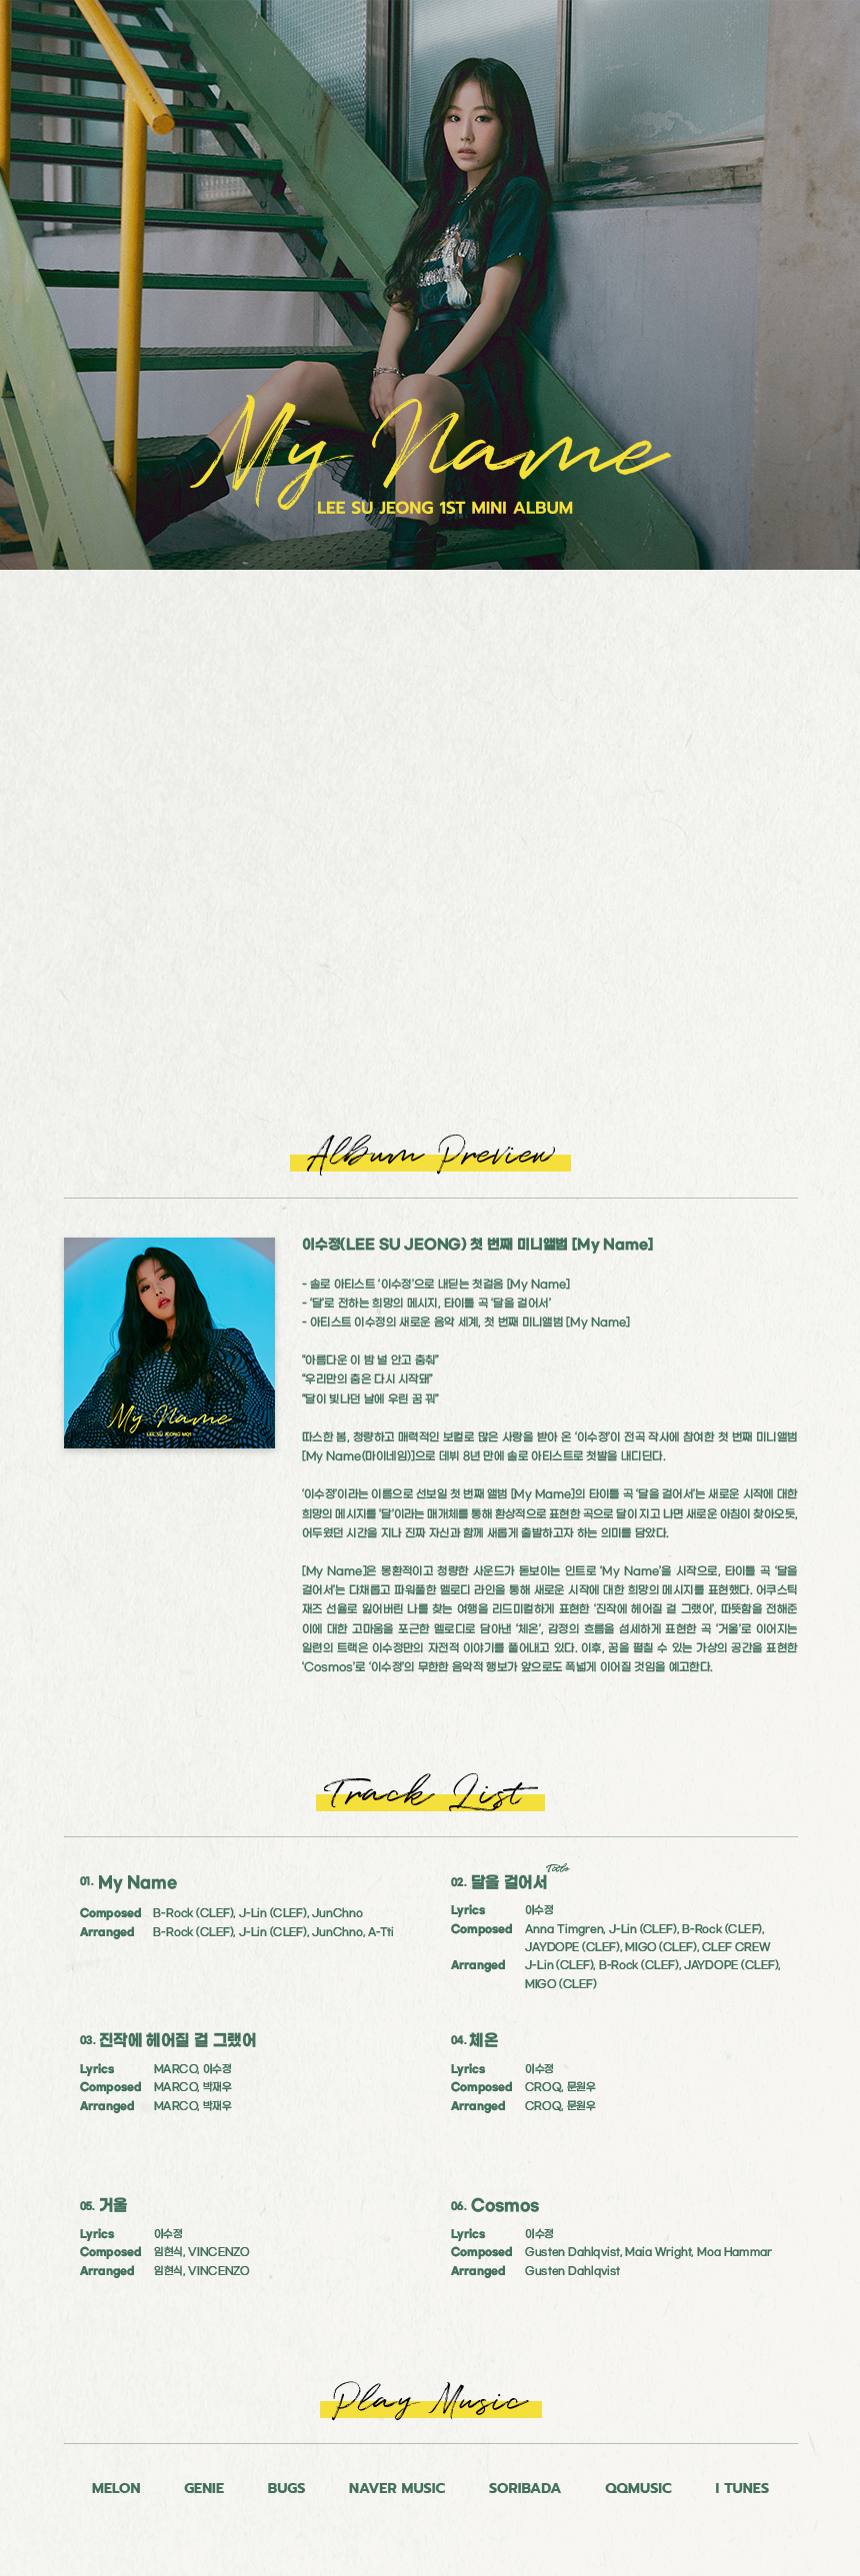 My Name
LEE SU JEONG 1ST MINI ALBUM
Album Preview
My Name
LEE SU JEONG
이수정(LEE SU JEONG) 첫 번째 미니앨범 [My Name]
- 솔로 아티스트 ‘이수정’으로 내딛는 첫걸음 [My Name]
- ‘달’로 전하는 희망의 메시지, 타이틀 곡 ‘달을 걸어서’
- 아티스트 이수정의 새로운 음악 세계, 첫 번째 미니앨범 [My Name]
“아름다운 이 밤 널 안고 춤춰”
“우리만의 춤은 다시 시작돼”
“달이 빛나던 날에 우린 꿈 꿔”
따스한 봄, 청량하고 매력적인 보컬로 많은 사랑을 받아 온 ‘이수정’이 전곡 작사에 참여한 첫 번째 미니앨범
[My Name(마이네임)]으로 데뷔 8년 만에 솔로 아티스트로 첫발을 내디딘다.
‘이수정’이라는 이름으로 선보일 첫 번째 앨범 [My Mame]의 타이틀 곡 ‘달을 걸어서’는 새로운 시작에 대한
희망의 메시지를 ‘달’이라는 매개체를 통해 환상적으로 표현한 곡으로 달이 지고 나면 새로운 아침이 찾아오듯,
어두웠던 시간을 지나 진짜 자신과 함께 새롭게 출발하고자 하는 의미를 담았다.
[My Name]은 몽환적이고 청량한 사운드가 돋보이는 인트로 ‘My Name’을 시작으로, 타이틀 곡 ‘달을
걸어서’는 다채롭고 파워풀한 멜로디 라인을 통해 새로운 시작에 대한 희망의 메시지를 표현했다. 어쿠스틱
재즈 선율로 잃어버린 나를 찾는 여행을 리드미컬하게 표현한 ‘진작에 헤어질 걸 그랬어’, 따뜻함을 전해준
이에 대한 고마움을 포근한 멜로디로 담아낸 ‘체온’, 감정의 흐름을 섬세하게 표현한 곡 ‘거울’로 이어지는
일련의 트랙은 이수정만의 자전적 이야기를 풀어내고 있다. 이후, 꿈을 펼칠 수 있는 가상의 공간을 표현한
‘Cosmos’로 ‘이수정’의 무한한 음악적 행보가 앞으로도 폭넓게 이어질 것임을 예고한다.
Track List
01. My Name
Composed B-Rock (CLEF), J-Lin (CLEF), JunChno
Arranged B-Rock (CLEF), J-Lin (CLEF), JunChno, A-Tti
02. 달을 걸어서 Title
Lyrics 이수정
Composed Anna Timgren, J-Lin (CLEF), B-Rock (CLEF),
JAYDOPE (CLEF), MIGO (CLEF), CLEF CREW
Arranged J-Lin (CLEF), B-Rock (CLEF), JAYDOPE (CLEF),
MIGO (CLEF)
03. 진작에 헤어질 걸 그랬어
Lyrics MARCO, 이수정
Composed MARCO, 박재우
Arranged MARCO, 박재우
04. 체온
Lyrics 이수정
Composed CROQ, 문원우
Arranged CROQ, 문원우
05. 거울
Lyrics 이수정
Composed 임현식, VINCENZO
Arranged 임현식, VINCENZO
06. Cosmos
Lyrics 이수정
Composed Gusten Dahlqvist, Maia Wright, Moa Hammar
Arranged Gusten Dahlqvist
Play Music
MELON GENIE BUGS NAVER MUSIC SORIBADA QQMUSIC I TUNES